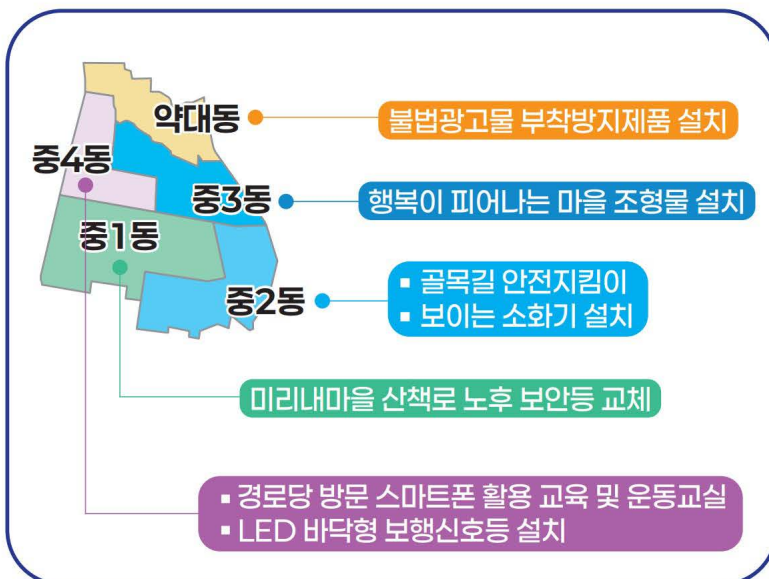 약대동
불법광고물 부착방지제품 설치
중4동
중3동
행복이 피어나는 마을 조형물 설치
중1동
중2동
▪ 골목길 안전지킴이
▪ 보이는 소화기 설치
미리내마을 산책로 노후 보안등 교체
▪ 경로당 방문 스마트폰 활용 교육 및 운동교실
▪ LED 바닥형 보행신호등 설치